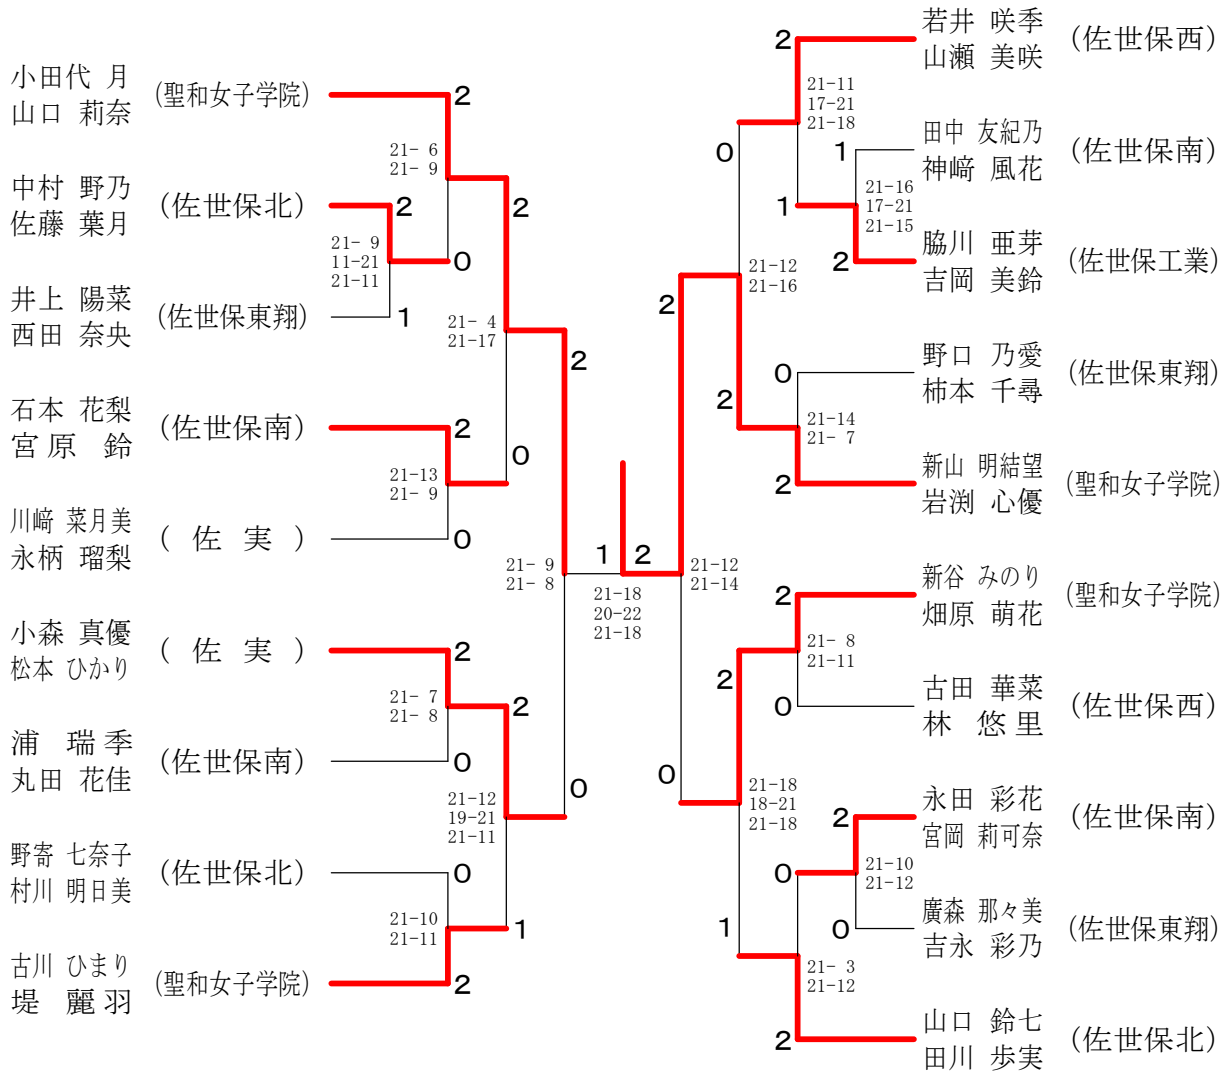 小田代 月
山口 莉奈
(聖和女子学院)
2
21- 6
21- 9
中村 野乃
佐藤 葉月
(佐世保北)
2
2
21- 9
11-21
21-11
0
井上 陽菜
西田 奈央
(佐世保東翔)
1
21- 4
21-17
2
石本 花梨
宮原 鈴
(佐世保南)
2
0
21-13
21- 9
川﨑 菜月美
永柄 瑠梨
( 佐 実 )
0
21- 9
21- 8
1
2
21-18
20-22
21-18
小森 真優
松本 ひかり
( 佐 実 )
2
21- 7
21- 8
2
浦 瑞季
丸田 花佳
(佐世保南)
0
0
21-12
19-21
21-11
野寄 七奈子
村川 明日美
(佐世保北)
0
21-10
21-11
1
古川 ひまり
堤 麗羽
(聖和女子学院)
2
若井 咲季
山瀬 美咲
(佐世保西)
2
21-11
17-21
21-18
0
田中 友紀乃
神﨑 風花
(佐世保南)
1
21-16
17-21
21-15
1
脇川 亜芽
吉岡 美鈴
(佐世保工業)
2
21-12
21-16
2
野口 乃愛
柿本 千尋
(佐世保東翔)
0
2
21-14
21- 7
新山 明結望
岩渕 心優
(聖和女子学院)
2
21-12
21-14
新谷 みのり
畑原 萌花
(聖和女子学院)
2
21- 8
21-11
2
古田 華菜
林 悠里
(佐世保西)
0
0
21-18
18-21
21-18
永田 彩花
宮岡 莉可奈
(佐世保南)
2
21-10
21-12
0
廣森 那々美
吉永 彩乃
(佐世保東翔)
0
1
21- 3
21-12
山口 鈴七
田川 歩実
(佐世保北)
2